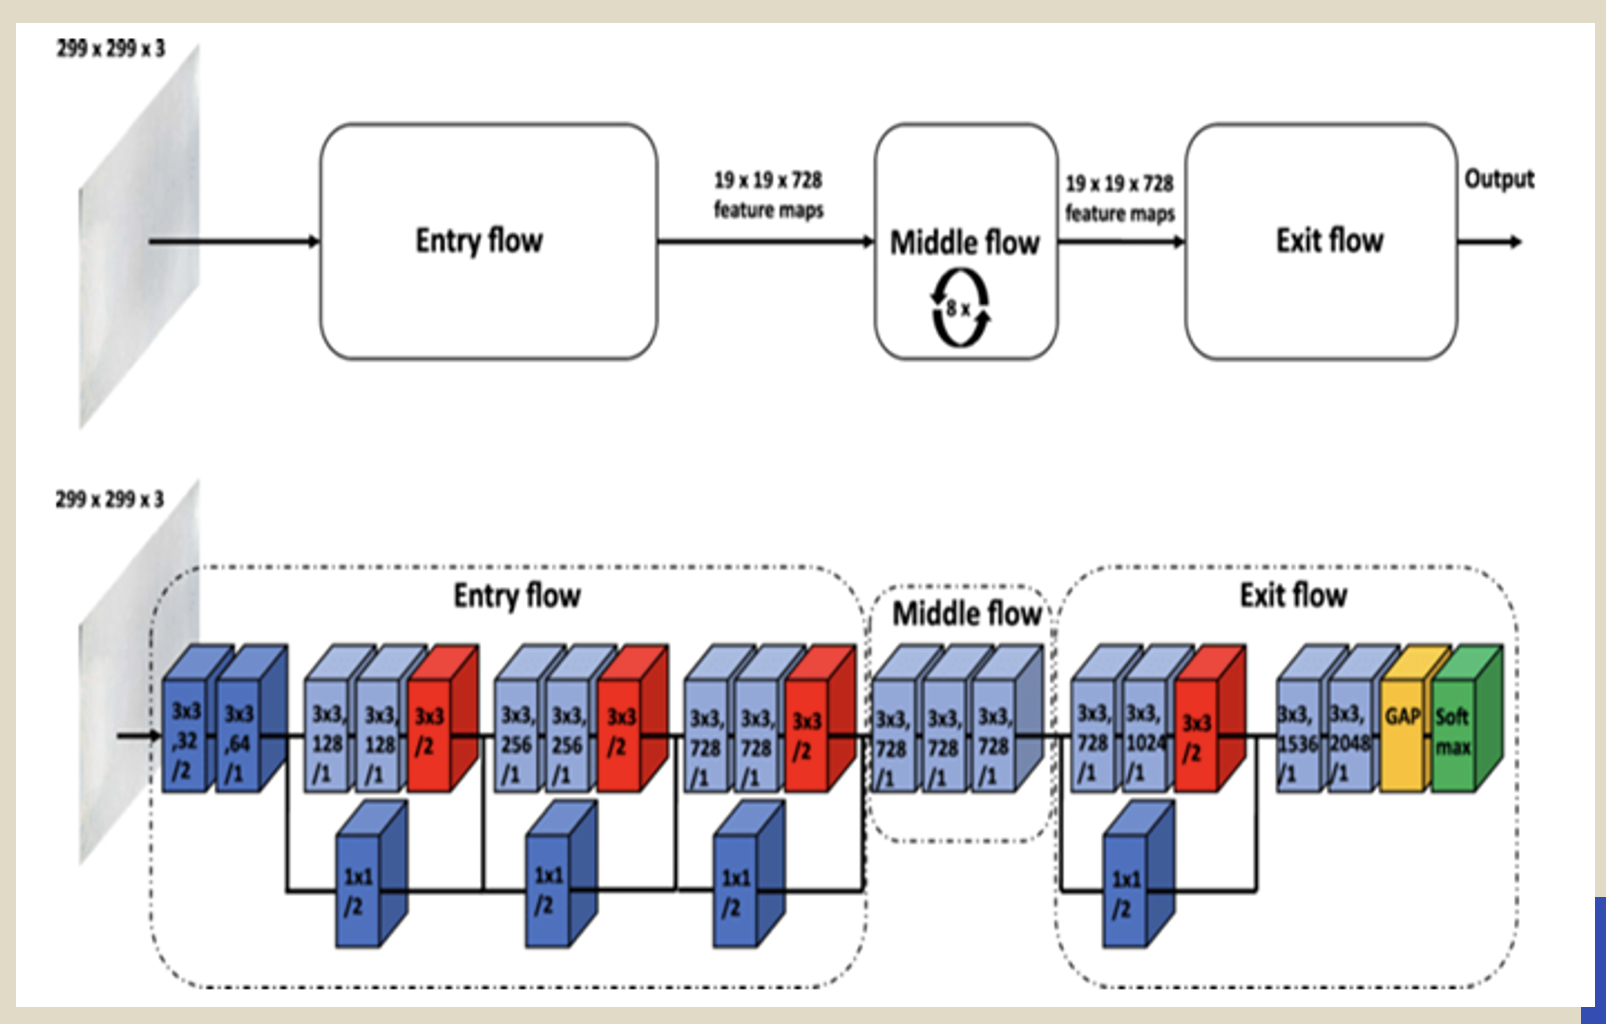 299 x 299 x 3
Entry flow
19 x 19 x 728
feature maps
Middle flow
8 x
19 x 19 x 728
feature maps
Exit flow
Output
299 x 299 x 3
Entry flow
3x3
,32
/2
3x3
,64
/1
3x3,
128
/1
3x3,
128
/1
3x3
/2
1x1
/2
3x3,
256
/1
3x3,
256
/1
3x3
/2
1x1
/2
3x3,
728
/1
3x3,
728
/1
3x3
/2
1x1
/2
Middle flow
3x3,
728
/1
3x3,
728
/1
3x3,
728
/1
Exit flow
3x3,
728
/1
3x3,
1024
/1
3x3
/2
1x1
/2
3x3,
1536
/1
3x3,
2048
/1
GAP
Soft
max